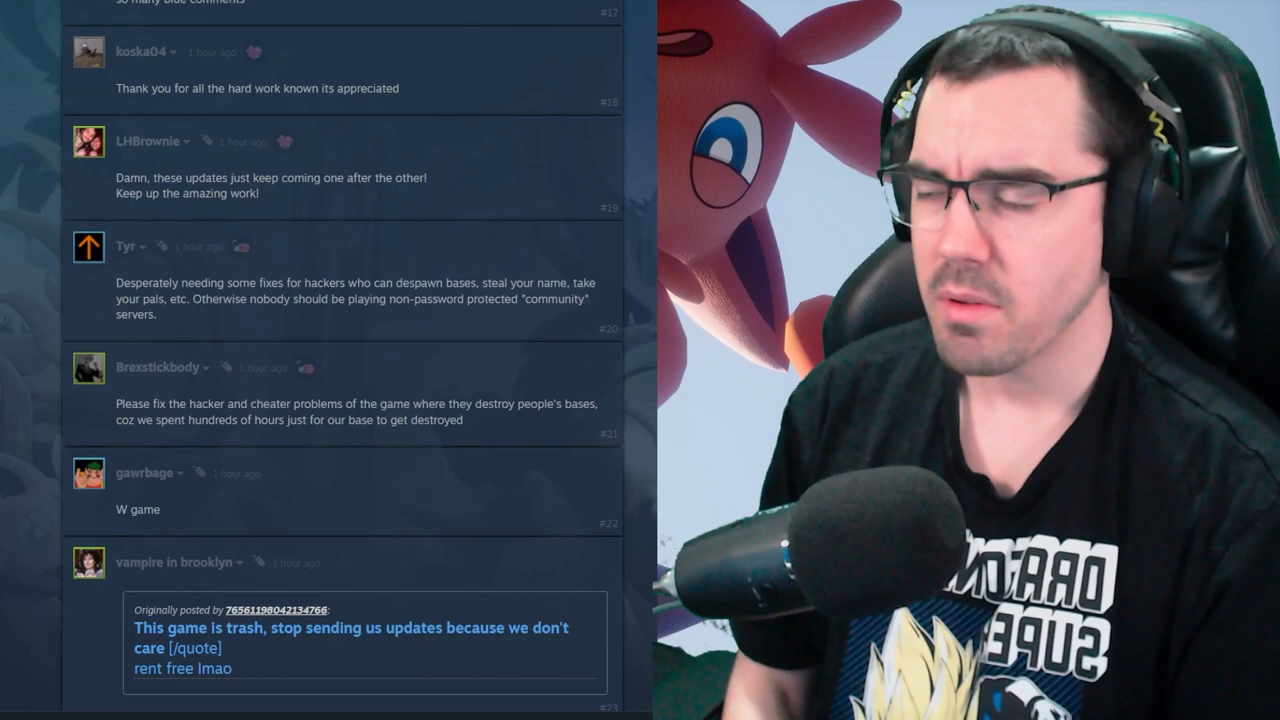 so many blue comments
#17
koska04 1 hour ago
Thank you for all the hard work known its appreciated
#18
LHBrownie 1 hour ago
Damn, these updates just keep coming one after the other!
Keep up the amazing work!
#19
Tyr 1 hour ago
Desperately needing some fixes for hackers who can despawn bases, steal your name, take
your pals, etc. Otherwise nobody should be playing non-password protected "community"
servers.
#20
Brexstickbody 1 hour ago
Please fix the hacker and cheater problems of the game where they destroy people's bases,
coz we spent hundreds of hours just for our base to get destroyed
#21
gawrbage 1 hour ago
W game
#22
vampire in brooklyn 1 hour ago
Originally posted by 76561198042134766:
This game is trash, stop sending us updates because we don't
care [/quote]
rent free lmao
#23
DRAGON
SUPER